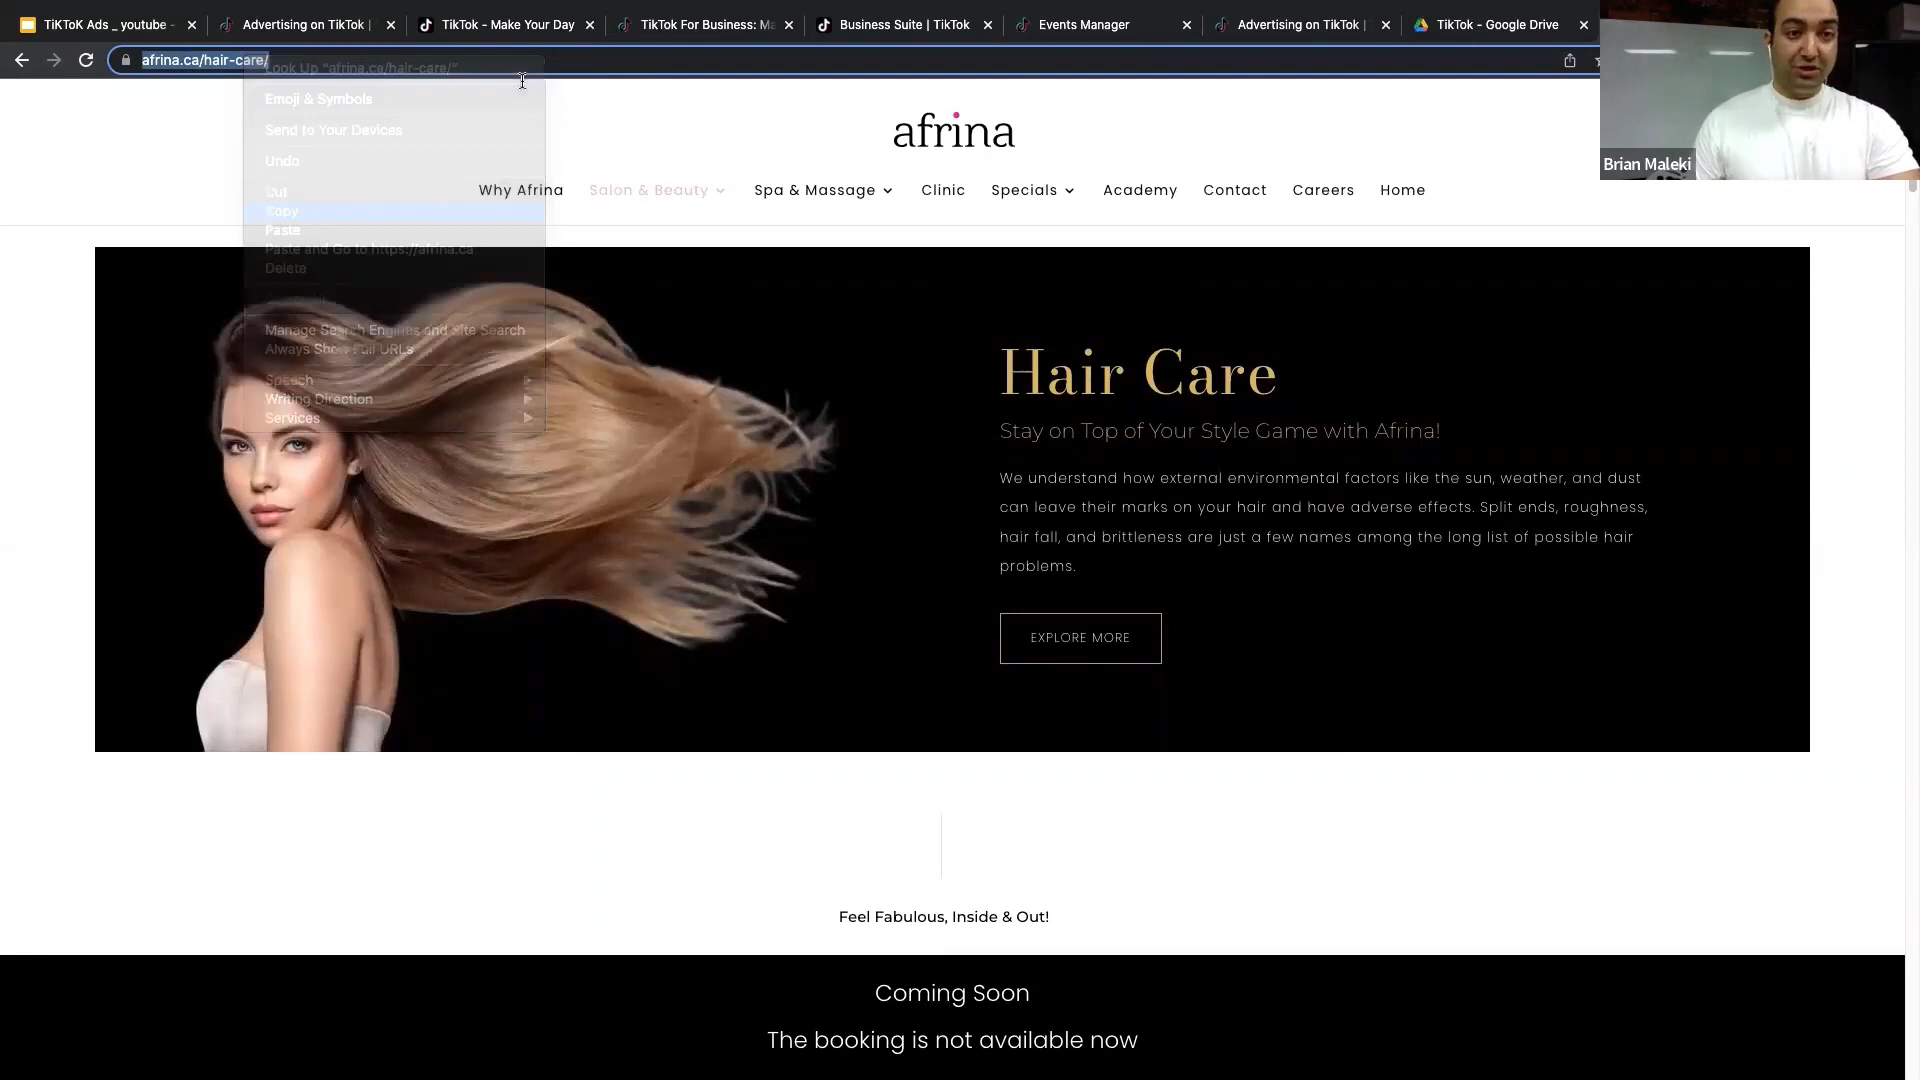 TiKToK Ads _ youtube -
Advertising on TikTok |
TikTok - Make Your Day
TikTok For Business: Ma
Business Suite | TikTok
Events Manager
Advertising on TikTok |
TikTok - Google Drive
afrina.ca/hair-care/
Look Up "afrina.ca/hair-care/"
Emoji & Symbols
Send to Your Devices
Undo
Cut
Copy
Paste
Paste and Go to https://afrina.ca
Delete
Manage Search Engines and Site Search
Always Show Full URLs
Speech
Writing Direction
Services
Brian Maleki
afrina
Why Afrina
Salon & Beauty
Spa & Massage
Clinic
Specials
Academy
Contact
Careers
Home
Hair Care
Stay on Top of Your Style Game with Afrina!
We understand how external environmental factors like the sun, weather, and dust
can leave their marks on your hair and have adverse effects. Split ends, roughness,
hair fall, and brittleness are just a few names among the long list of possible hair
problems.
EXPLORE MORE
Feel Fabulous, Inside & Out!
Coming Soon
The booking is not available now